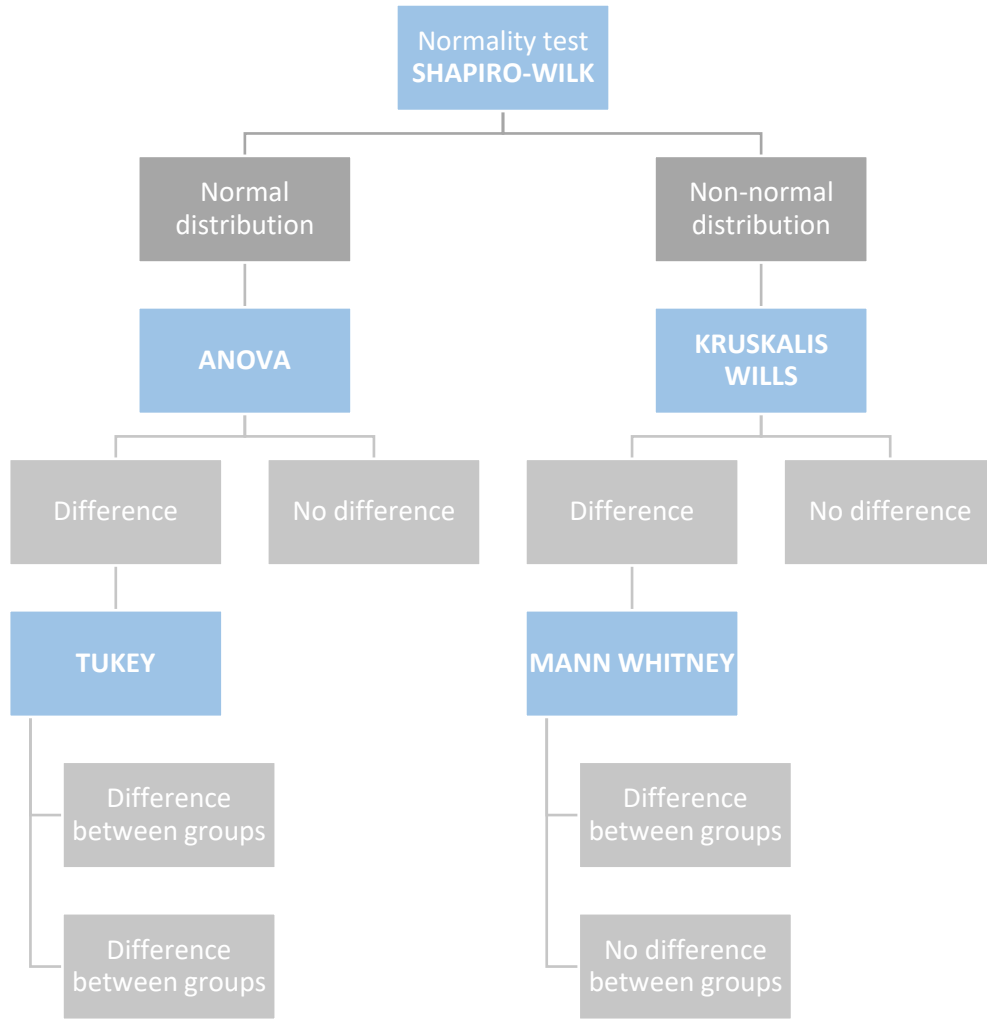 Normality test
SHAPIRO-WILK
Normal
distribution
Non-normal
distribution
ANOVA
KRUSKALIS
WILLS
Difference
No difference
Difference
No difference
TUKEY
MANN WHITNEY
Difference
between groups
Difference
between groups
Difference
between groups
No difference
between groups